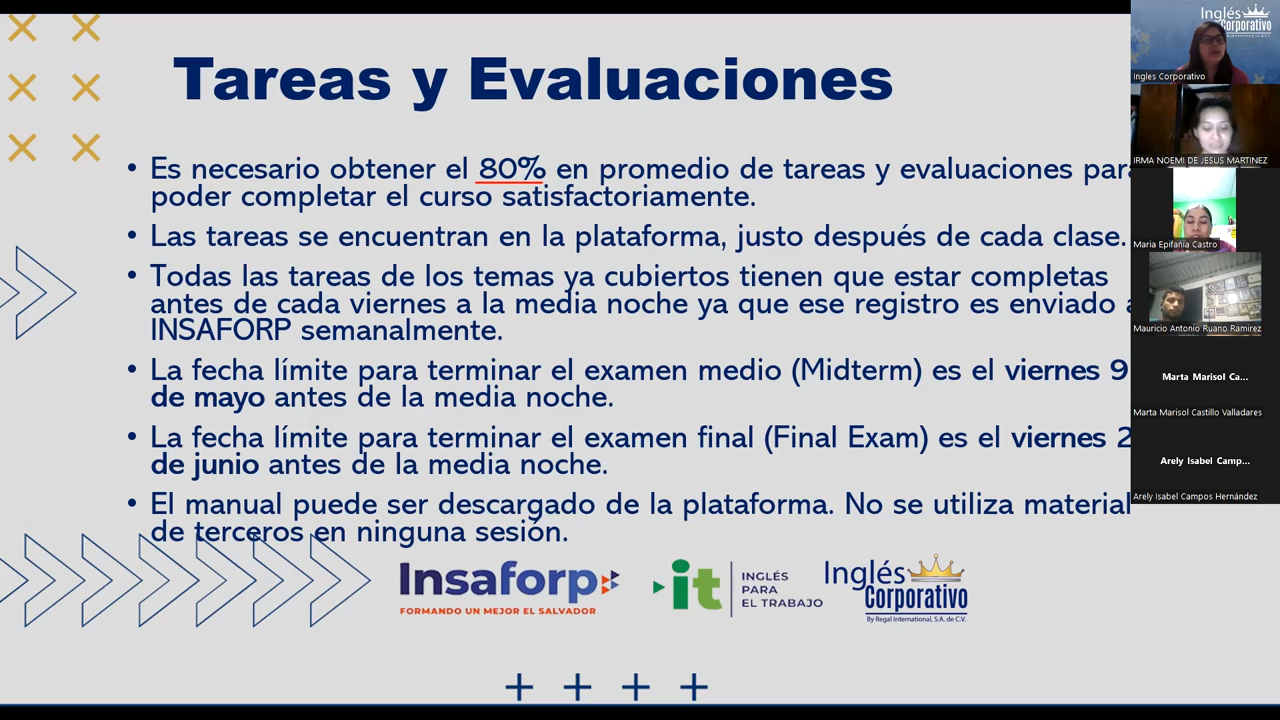 Tareas y Evaluaciones
• Es necesario obtener el 80% en promedio de tareas y evaluaciones para
poder completar el curso satisfactoriamente.
• Las tareas se encuentran en la plataforma, justo después de cada clase.
• Todas las tareas de los temas ya cubiertos tienen que estar completas
antes de cada viernes a la media noche ya que ese registro es enviado a
INSAFORP semanalmente.
• La fecha límite para terminar el examen medio (Midterm) es el viernes 9
de mayo antes de la media noche.
• La fecha límite para terminar el examen final (Final Exam) es el viernes 2
de junio antes de la media noche.
• El manual puede ser descargado de la plataforma. No se utiliza material
de terceros en ninguna sesión.
Insaforp
FORMANDO UN MEJOR EL SALVADOR
it
INGLÉS
PARA
EL TRABAJO
Inglés
Corporativo
By Regal International, S.A. de C.V.
Inglés
Corporativo
Ingles Corporativo
IRMA NOEMI DE JESUS MARTINEZ
Maria Epifania Castro
Mauricio Antonio Ruano Ramirez
Marta Marisol Ca...
Marta Marisol Castillo Valladares
Arely Isabel Camp...
Arely Isabel Campos Hernández